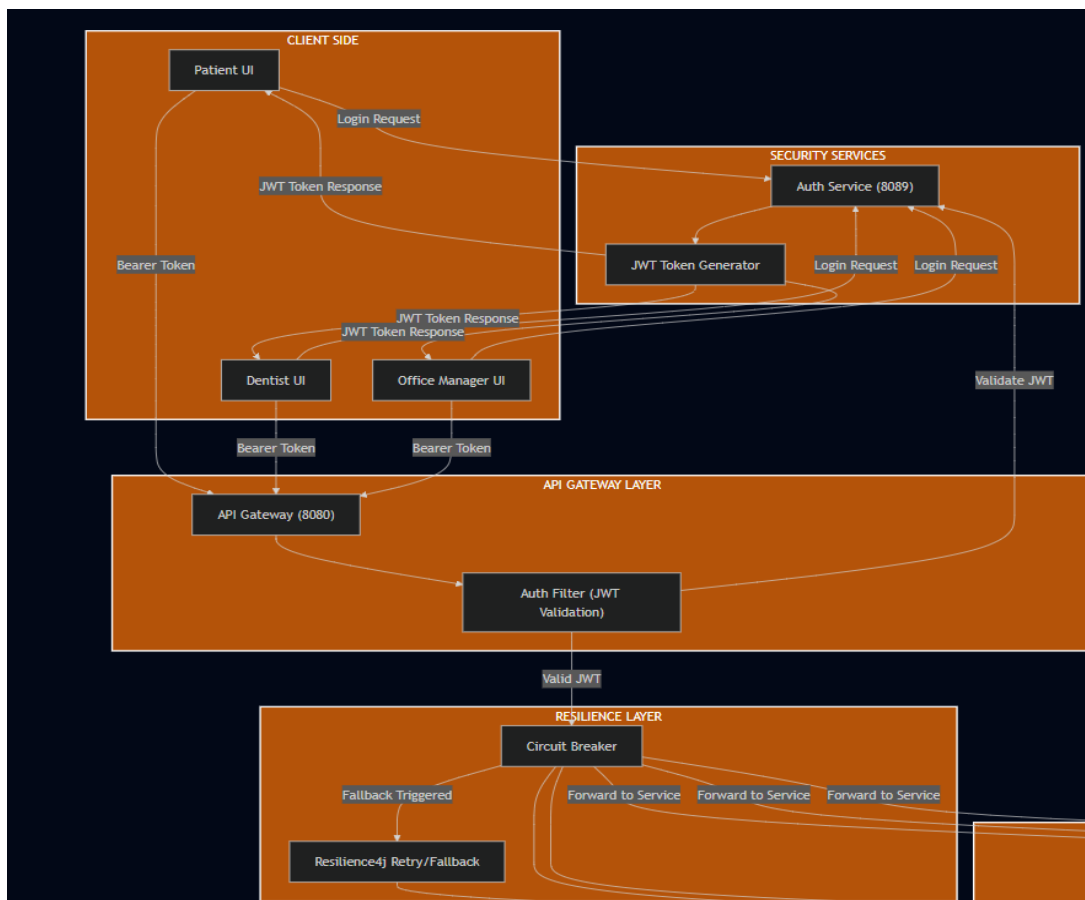 CLIENT SIDE
Patient UI
Login Request
SECURITY SERVICES
Auth Service (8089)
JWT Token Response
Bearer Token
JWT Token Generator
Login Request
Login Request
JWT Token Response
JWT Token Response
Dentist UI
Office Manager UI
Validate JWT
Bearer Token
Bearer Token
API GATEWAY LAYER
API Gateway (8080)
Auth Filter (JWT
Validation)
Valid JWT
RESILIENCE LAYER
Circuit Breaker
Fallback Triggered
Forward to Service
Forward to Service
Forward to Service
Resilience4j Retry/Fallback